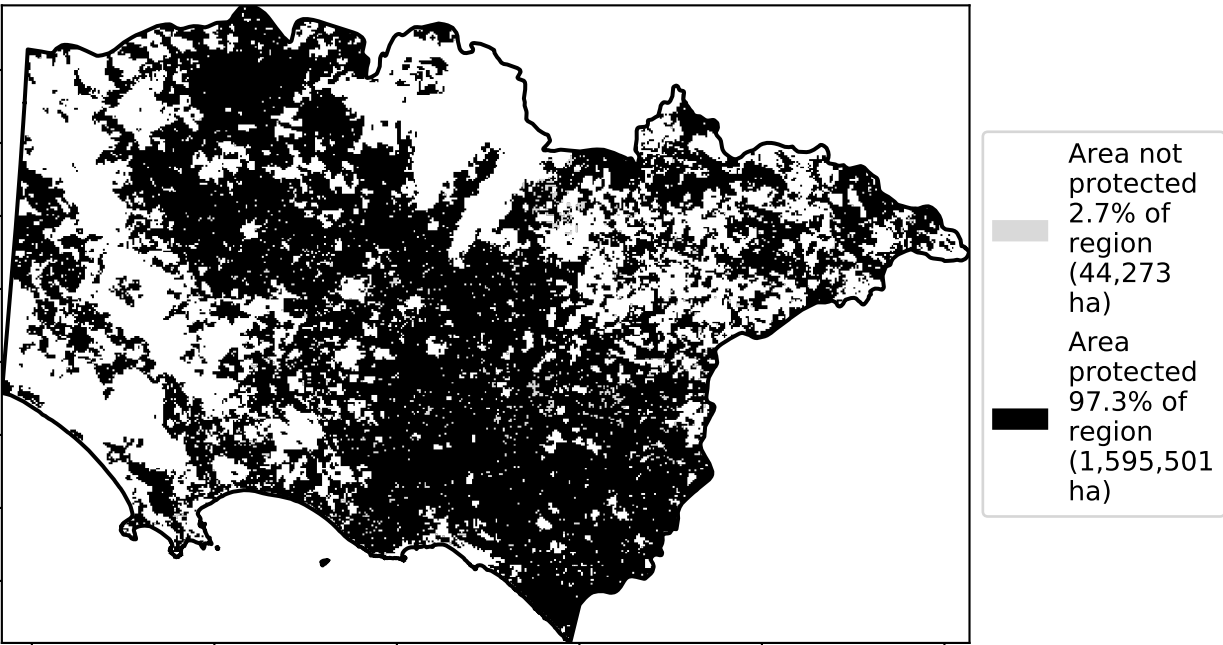 Area not
protected
2.7% of
region
(44,273
ha)
Area
protected
97.3% of
region
(1,595,501
ha)